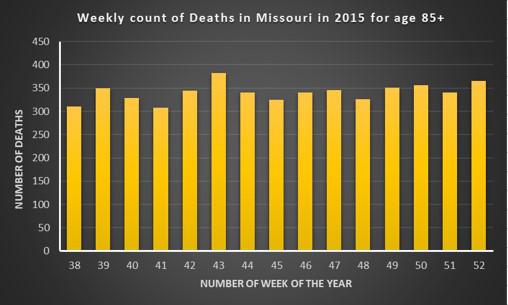 Weekly count of Deaths in Missouri in 2015 for age 85+
NUMBER OF DEATHS
450
400
350
300
250
200
150
100
50
0
38 39 40 41 42 43 44 45 46 47 48 49 50 51 52
NUMBER OF WEEK OF THE YEAR